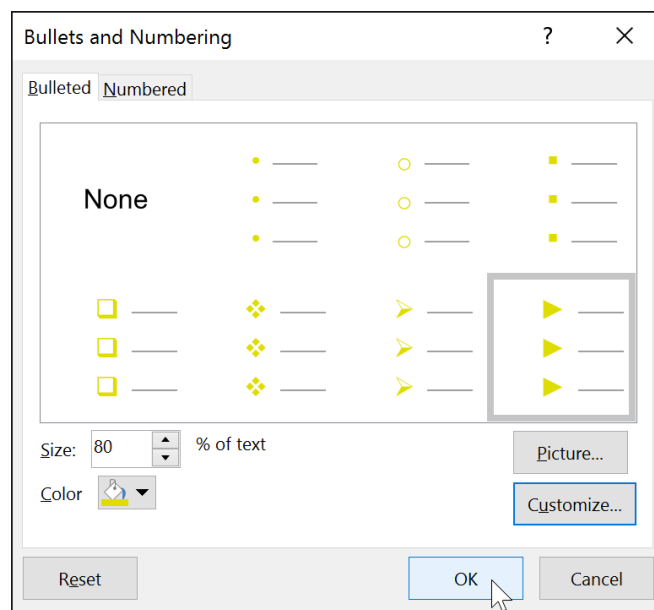 Bullets and Numbering ?
Bulleted Numbered
None
Size: 80 % of text
Picture...
Color
Customize...
Reset OK Cancel